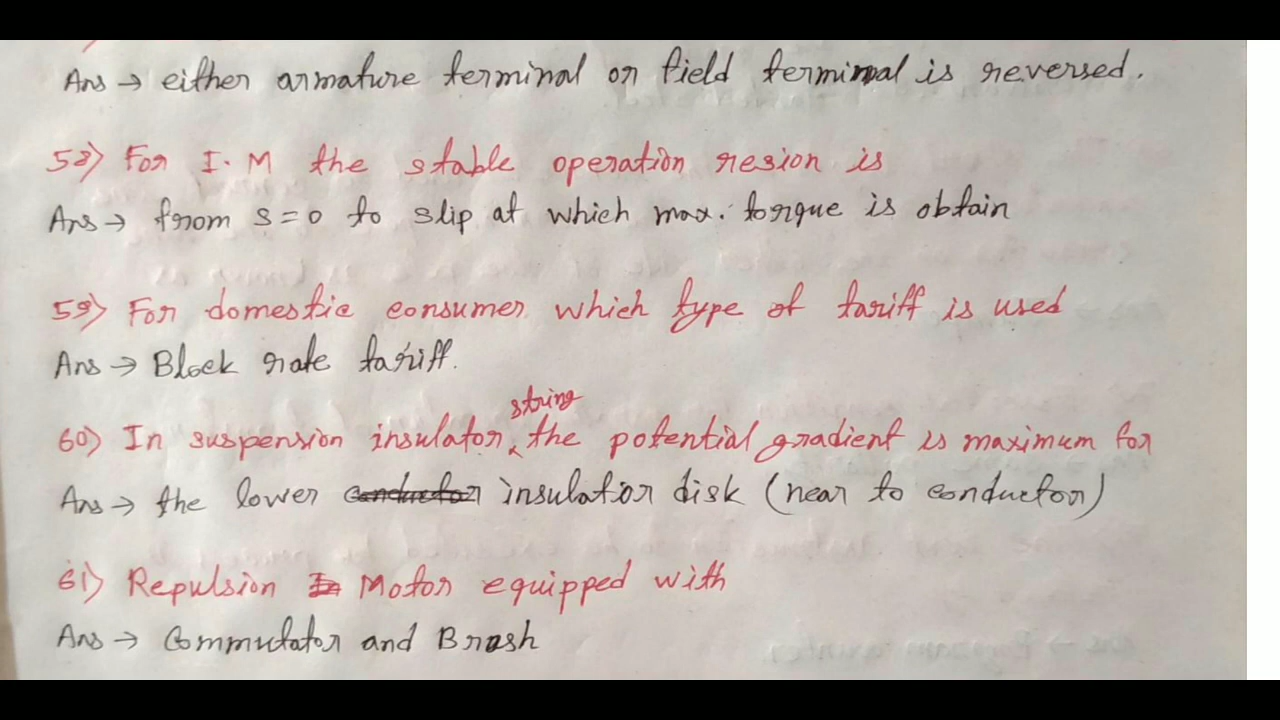 Ans → either armature terminal or field terminal is reversed.
58) For I.M the stable operation resion is
Ans → from s=0 to slip at which max. torque is obtain
59) For domestic consumer which type of tariff is used
Ans → Block rate tariff.
60) In suspension insulator string the potential gradient is maximum for
Ans → the lower conductor insulator disk (near to conductor)
61) Repulsion In Motor equipped with
Ans → Commutator and Brush